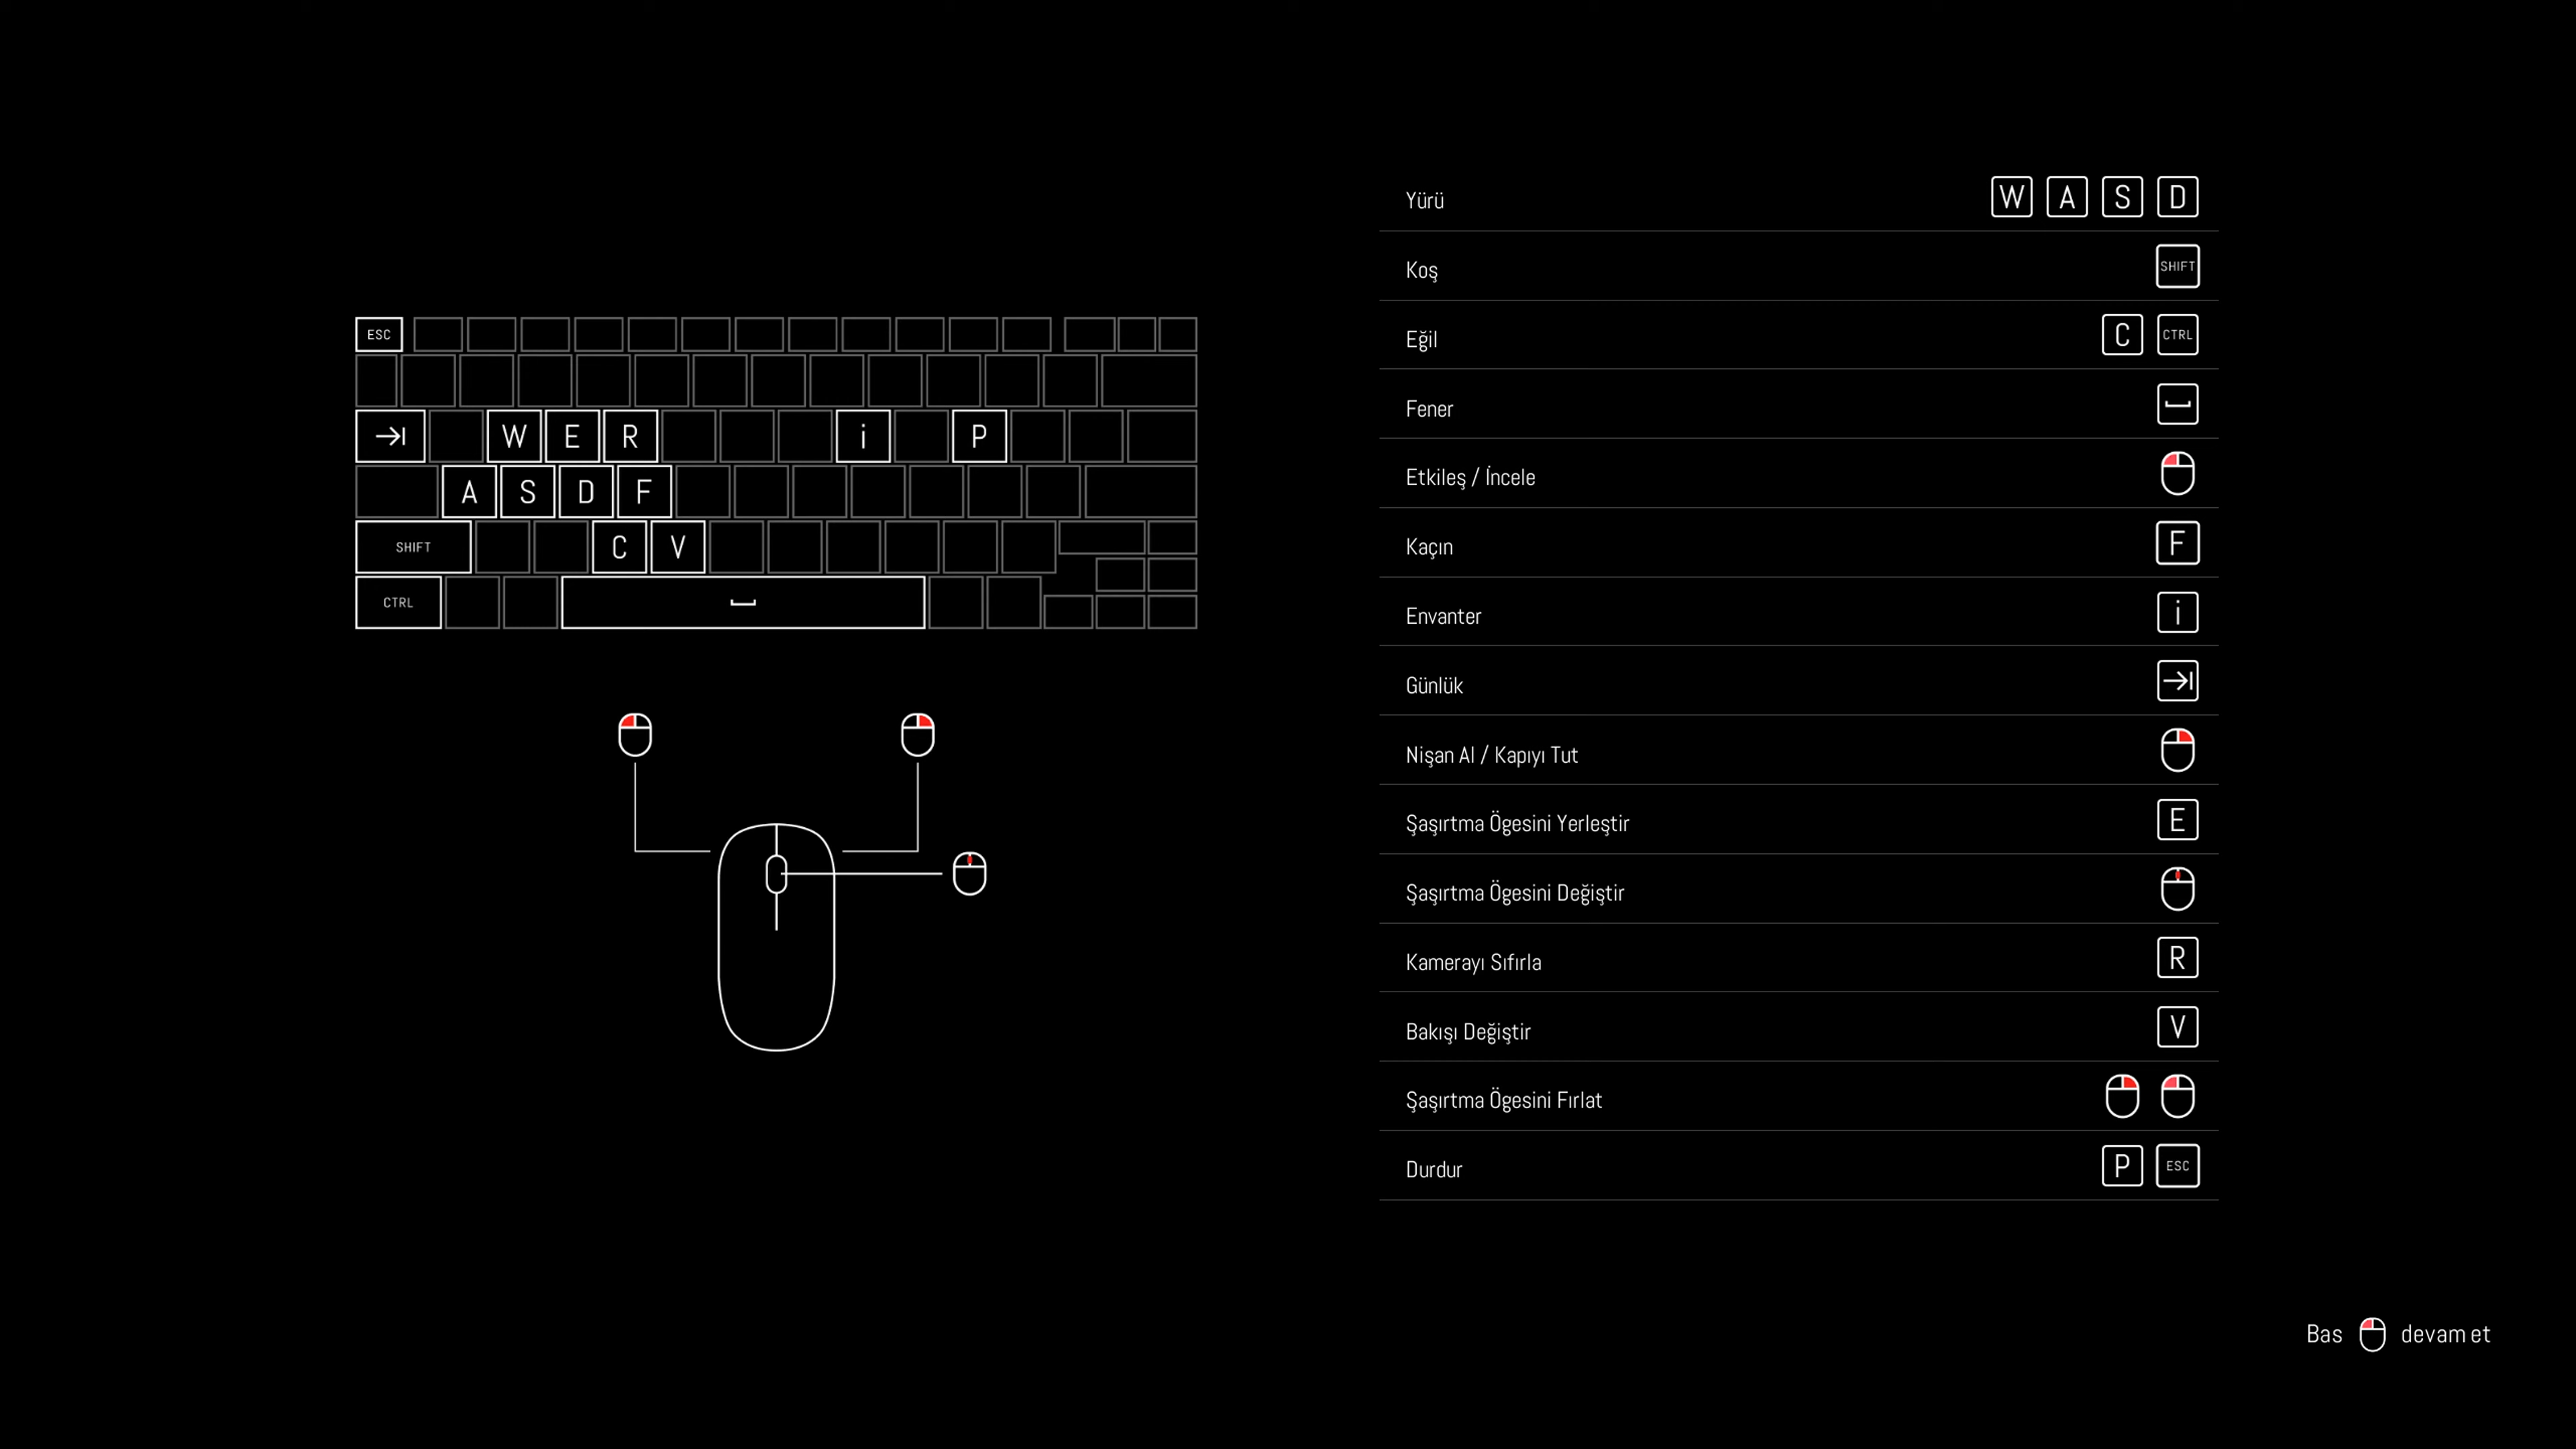 ESC
W E R i P
A S D F
SHIFT C V
CTRL
Yürü W A S D
Koş SHIFT
Eğil C CTRL
Fener
Etkileş / İncele
Kaçın F
Envanter i
Günlük
Nişan Al / Kapıyı Tut
Şaşırtma Ögesini Yerleştir E
Şaşırtma Ögesini Değiştir
Kamerayı Sıfırla R
Bakışı Değiştir V
Şaşırtma Ögesini Fırlat
Durdur P ESC
Bas devam et